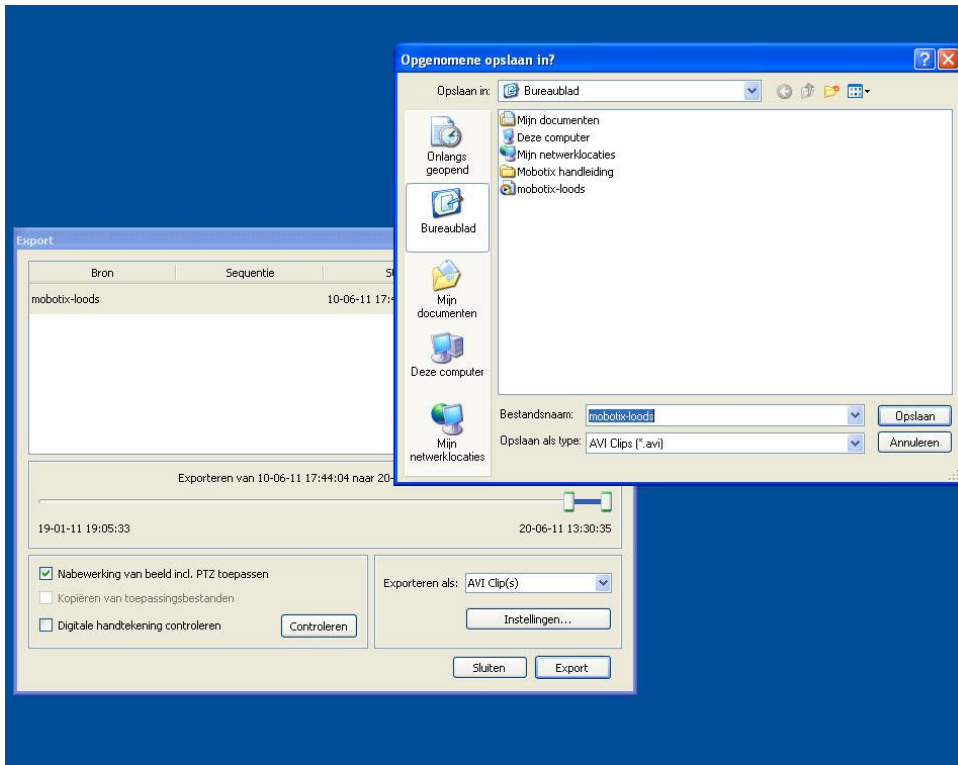 Opgenomene opslaan in?
Opslaan in:
Bureaublad
Mijn documenten
Deze computer
Mijn netwerklocaties
Mobotix handleiding
mobotix-loods
Onlangs
geopend
Bureaublad
Mijn
documenten
Deze computer
Mijn
netwerklocaties
Bestandsnaam: mobotix-loods Opslaan
Opslaan als type: AVI Clips (*.avi) Annuleren
Export
Bron Sequentie
mobotix-loods 10-06-11
Exporteren van 10-06-11 17:44:04 naar
19-01-11 19:05:33 20-06-11 13:30:35
Nabewerking van beeld incl. PTZ toepassen
Kopiëren van toepassingsbestanden
Digitale handtekening controleren Controleren
Exporteren als: AVI Clip(s)
Instellingen...
Sluiten Export